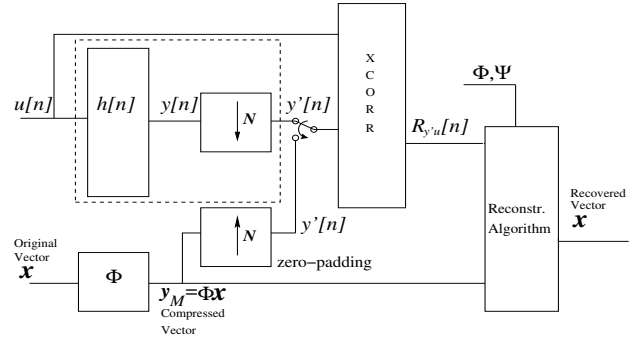 u[n]
h[n]
y[n]
N
y'[n]
X
C
O
R
R
R_{y'u}[n]
Φ,Ψ
Reconstr.
Algorithm
Recovered
Vector
x
N
y'[n]
zero-padding
Original
Vector
x
Φ
y_M=Φx
Compressed
Vector